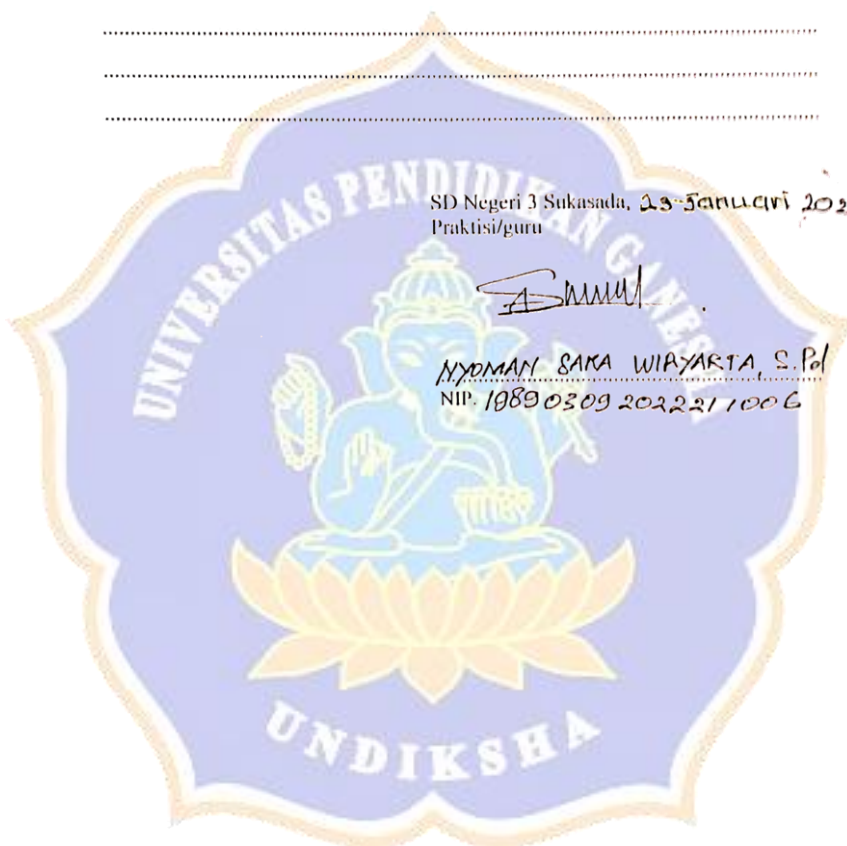 UNIVERSITAS PENDIDIKAN GANESHA
SD Negeri 3 Sukasada, 23 Januari 202
Praktisi/guru
NYOMAN SAKA WIRYARTA, S.Pd
NIP. 19890309 202221 1006
UNDIKSHA